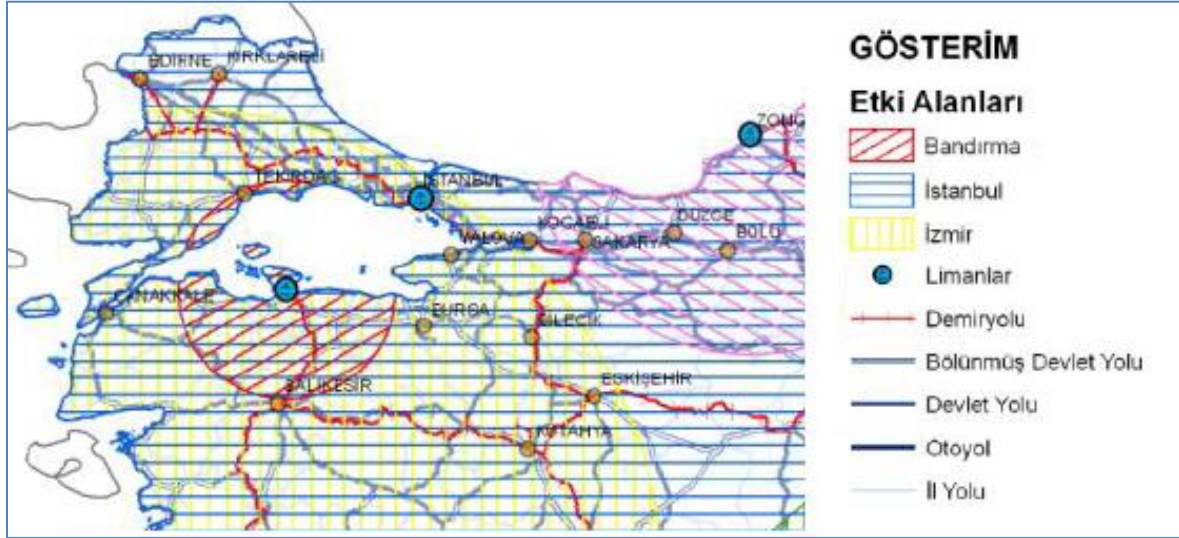 EDİRNE
KIRKLARELİ
TEKİRDAĞ
İSTANBUL
ZONG
KOCAELİ
DÜZCE
YALOVA
SAKARYA
BOLU
ÇANAKKALE
BURSA
BİLECİK
BALIKESİR
ESKİŞEHİR
KÜTAHYA
GÖSTERİM
Etki Alanları
Bandırma
İstanbul
İzmir
Limanlar
Demiryolu
Bölünmüş Devlet Yolu
Devlet Yolu
Otoyol
İl Yolu